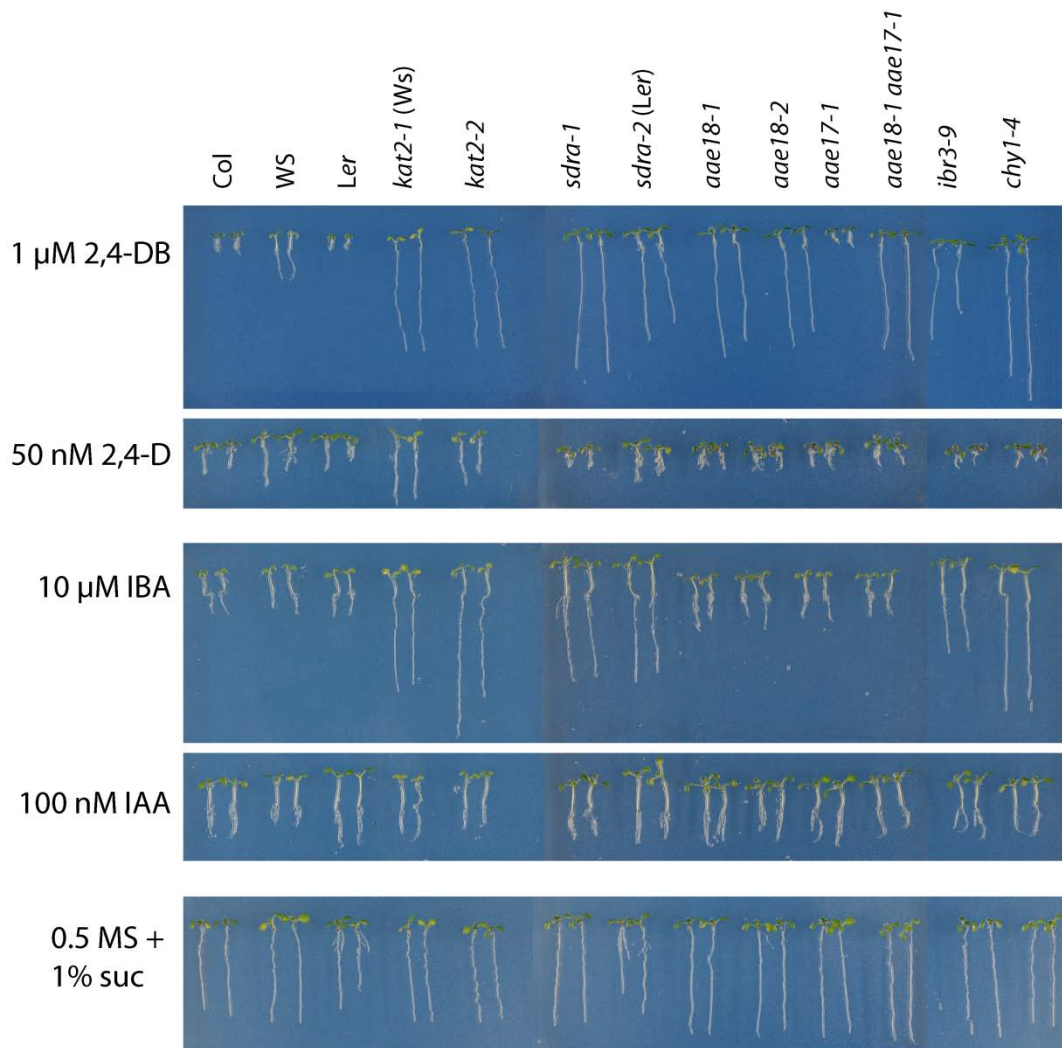 Col
WS
Ler
kat2-1 (Ws)
kat2-2
sdra-1
sdra-2 (Ler)
aae18-1
aae18-2
aae17-1
aae18-1 aae17-1
ibr3-9
chy1-4
1 µM 2,4-DB
50 nM 2,4-D
10 µM IBA
100 nM IAA
0.5 MS +
1% suc